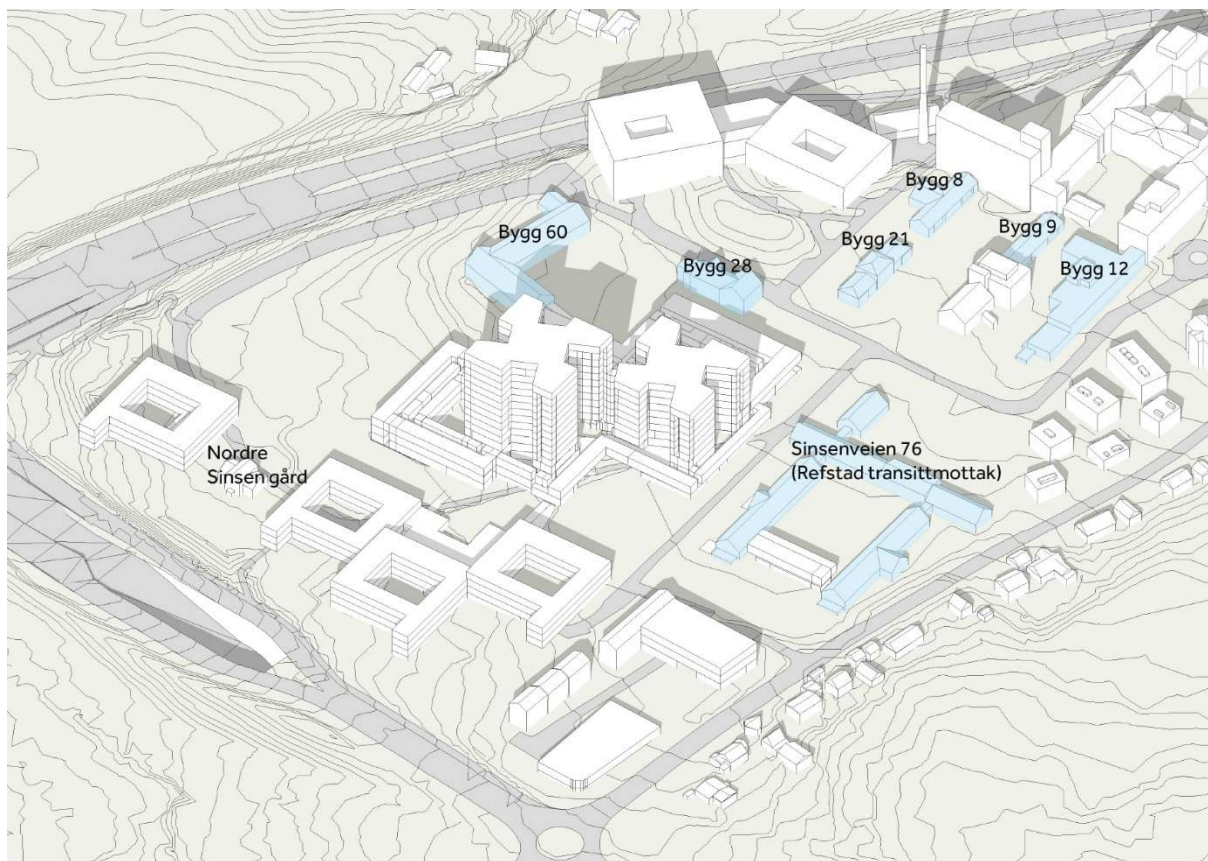 Bygg 8
Bygg 60
Bygg 21
Bygg 9
Bygg 28
Bygg 12
Nordre
Sinsen gård
Sinsenveien 76
(Refstad transittmottak)